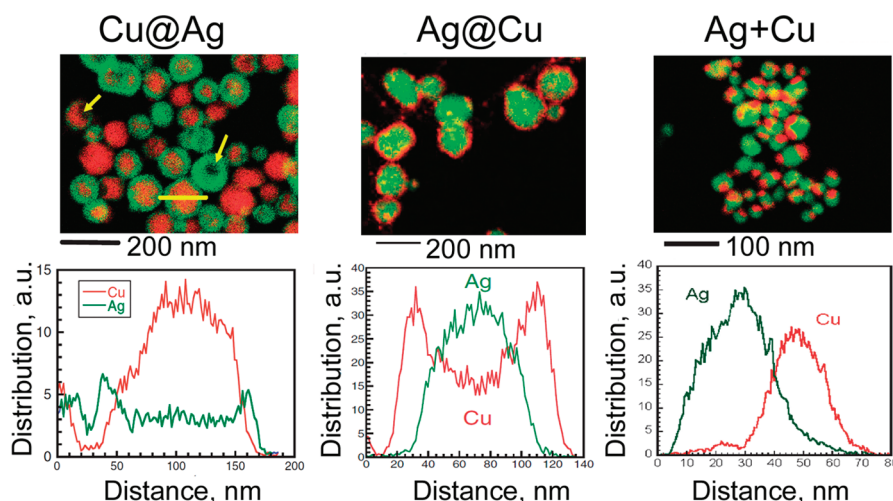 Cu@Ag
Ag@Cu
Ag+Cu
200 nm
200 nm
100 nm
Distribution, a.u.
15
10
5
0
Cu
Ag
0 50 100 150 200
Distance, nm
Distribution, a.u.
40
35
30
25
20
15
10
5
0
Ag
Cu
0 20 40 60 80 100 120 140
Distance, nm
Distribution, a.u.
40
35
30
25
20
15
10
5
0
Ag
Cu
0 10 20 30 40 50 60 70 80
Distance, nm